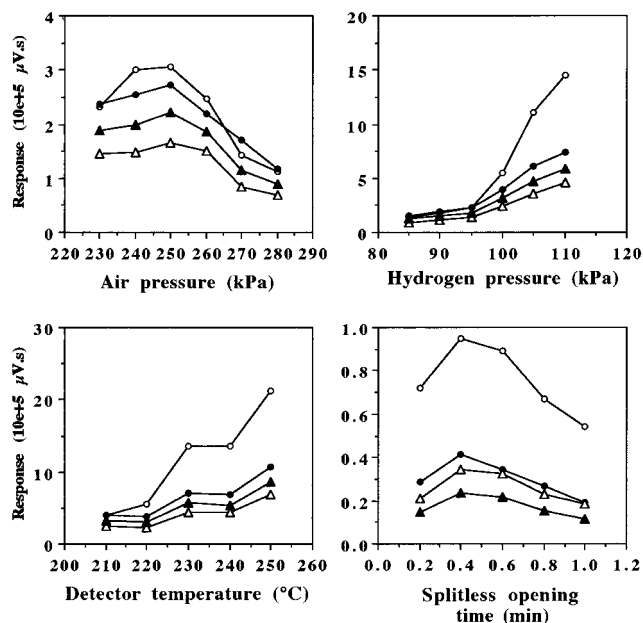 Response (10e+5 µV.s)
4
3
2
1
0
220 230 240 250 260 270 280 290
Air pressure (kPa)
20
15
10
5
0
80 90 100 110 120
Hydrogen pressure (kPa)
Response (10e+5 µV.s)
30
20
10
0
200 210 220 230 240 250 260
Detector temperature (°C)
1.0
0.8
0.6
0.4
0.2
0.0
0.0 0.2 0.4 0.6 0.8 1.0 1.2
Splitless opening
time (min)